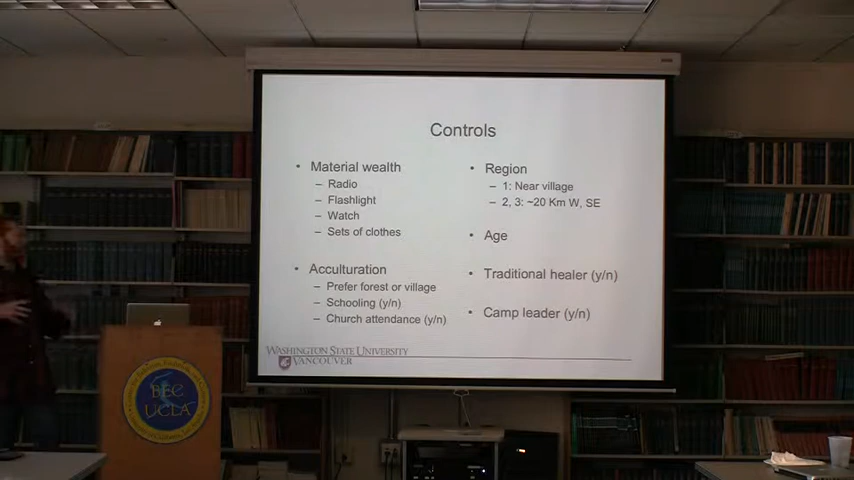 Controls
• Material wealth
– Radio
– Flashlight
– Watch
– Sets of clothes
• Acculturation
– Prefer forest or village
– Schooling (y/n)
– Church attendance (y/n)
• Region
– 1: Near village
– 2, 3: ~20 Km W, SE
• Age
• Traditional healer (y/n)
• Camp leader (y/n)
WASHINGTON STATE UNIVERSITY
VANCOUVER
BEC
UCLA